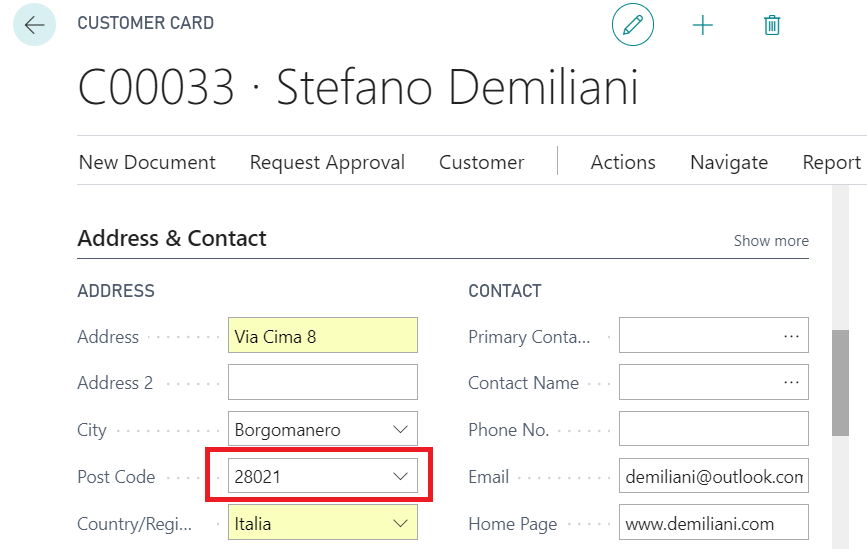 CUSTOMER CARD
C00033 · Stefano Demiliani
New Document Request Approval Customer Actions Navigate Report
Address & Contact Show more
ADDRESS
Address Via Cima 8
Address 2
City Borgomanero
Post Code 28021
Country/Regi... Italia
CONTACT
Primary Conta... ...
Contact Name ...
Phone No.
Email demiliani@outlook.com
Home Page www.demiliani.com